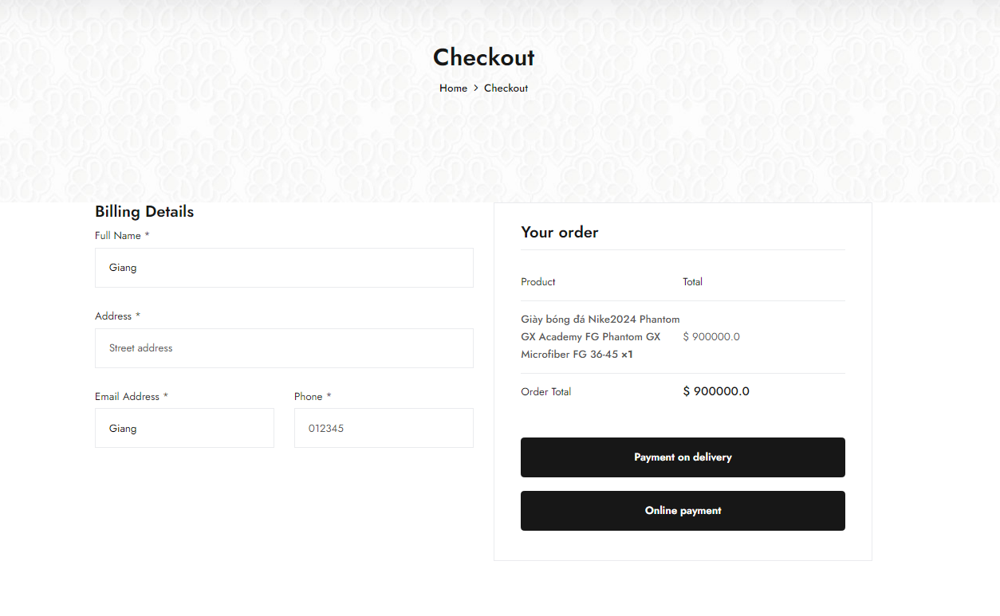 Checkout
Home > Checkout
Billing Details
Full Name *
Giang
Address *
Street address
Email Address *
Phone *
Giang
012345
Your order
Product
Total
Giày bóng đá Nike2024 Phantom
GX Academy FG Phantom GX
Microfiber FG 36-45 ×1
$ 900000.0
Order Total
$ 900000.0
Payment on delivery
Online payment